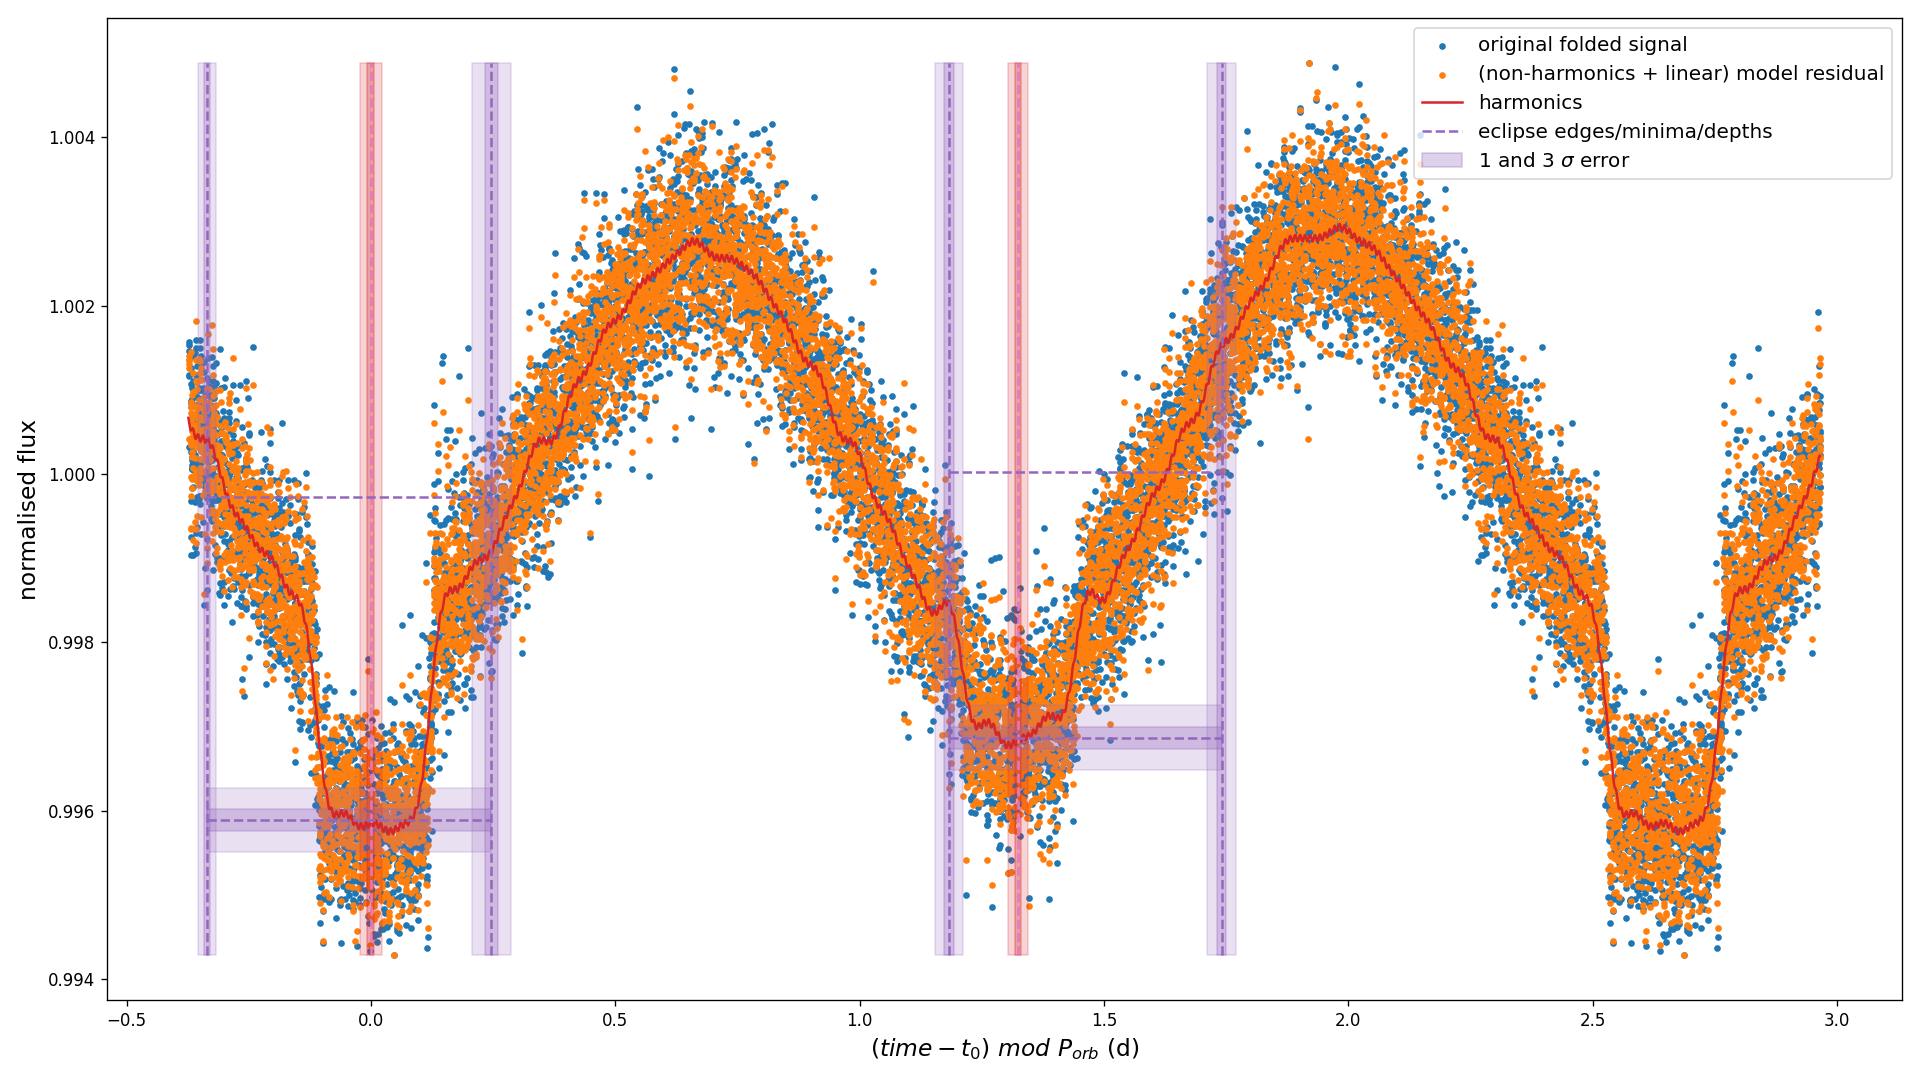 original folded signal
(non-harmonics + linear) model residual
harmonics
eclipse edges/minima/depths
1 and 3 σ error
normalised flux
1.004
1.002
1.000
0.998
0.996
0.994
−0.5 0.0 0.5 1.0 1.5 2.0 2.5 3.0
(time − t₀) mod Pₒᵣb (d)